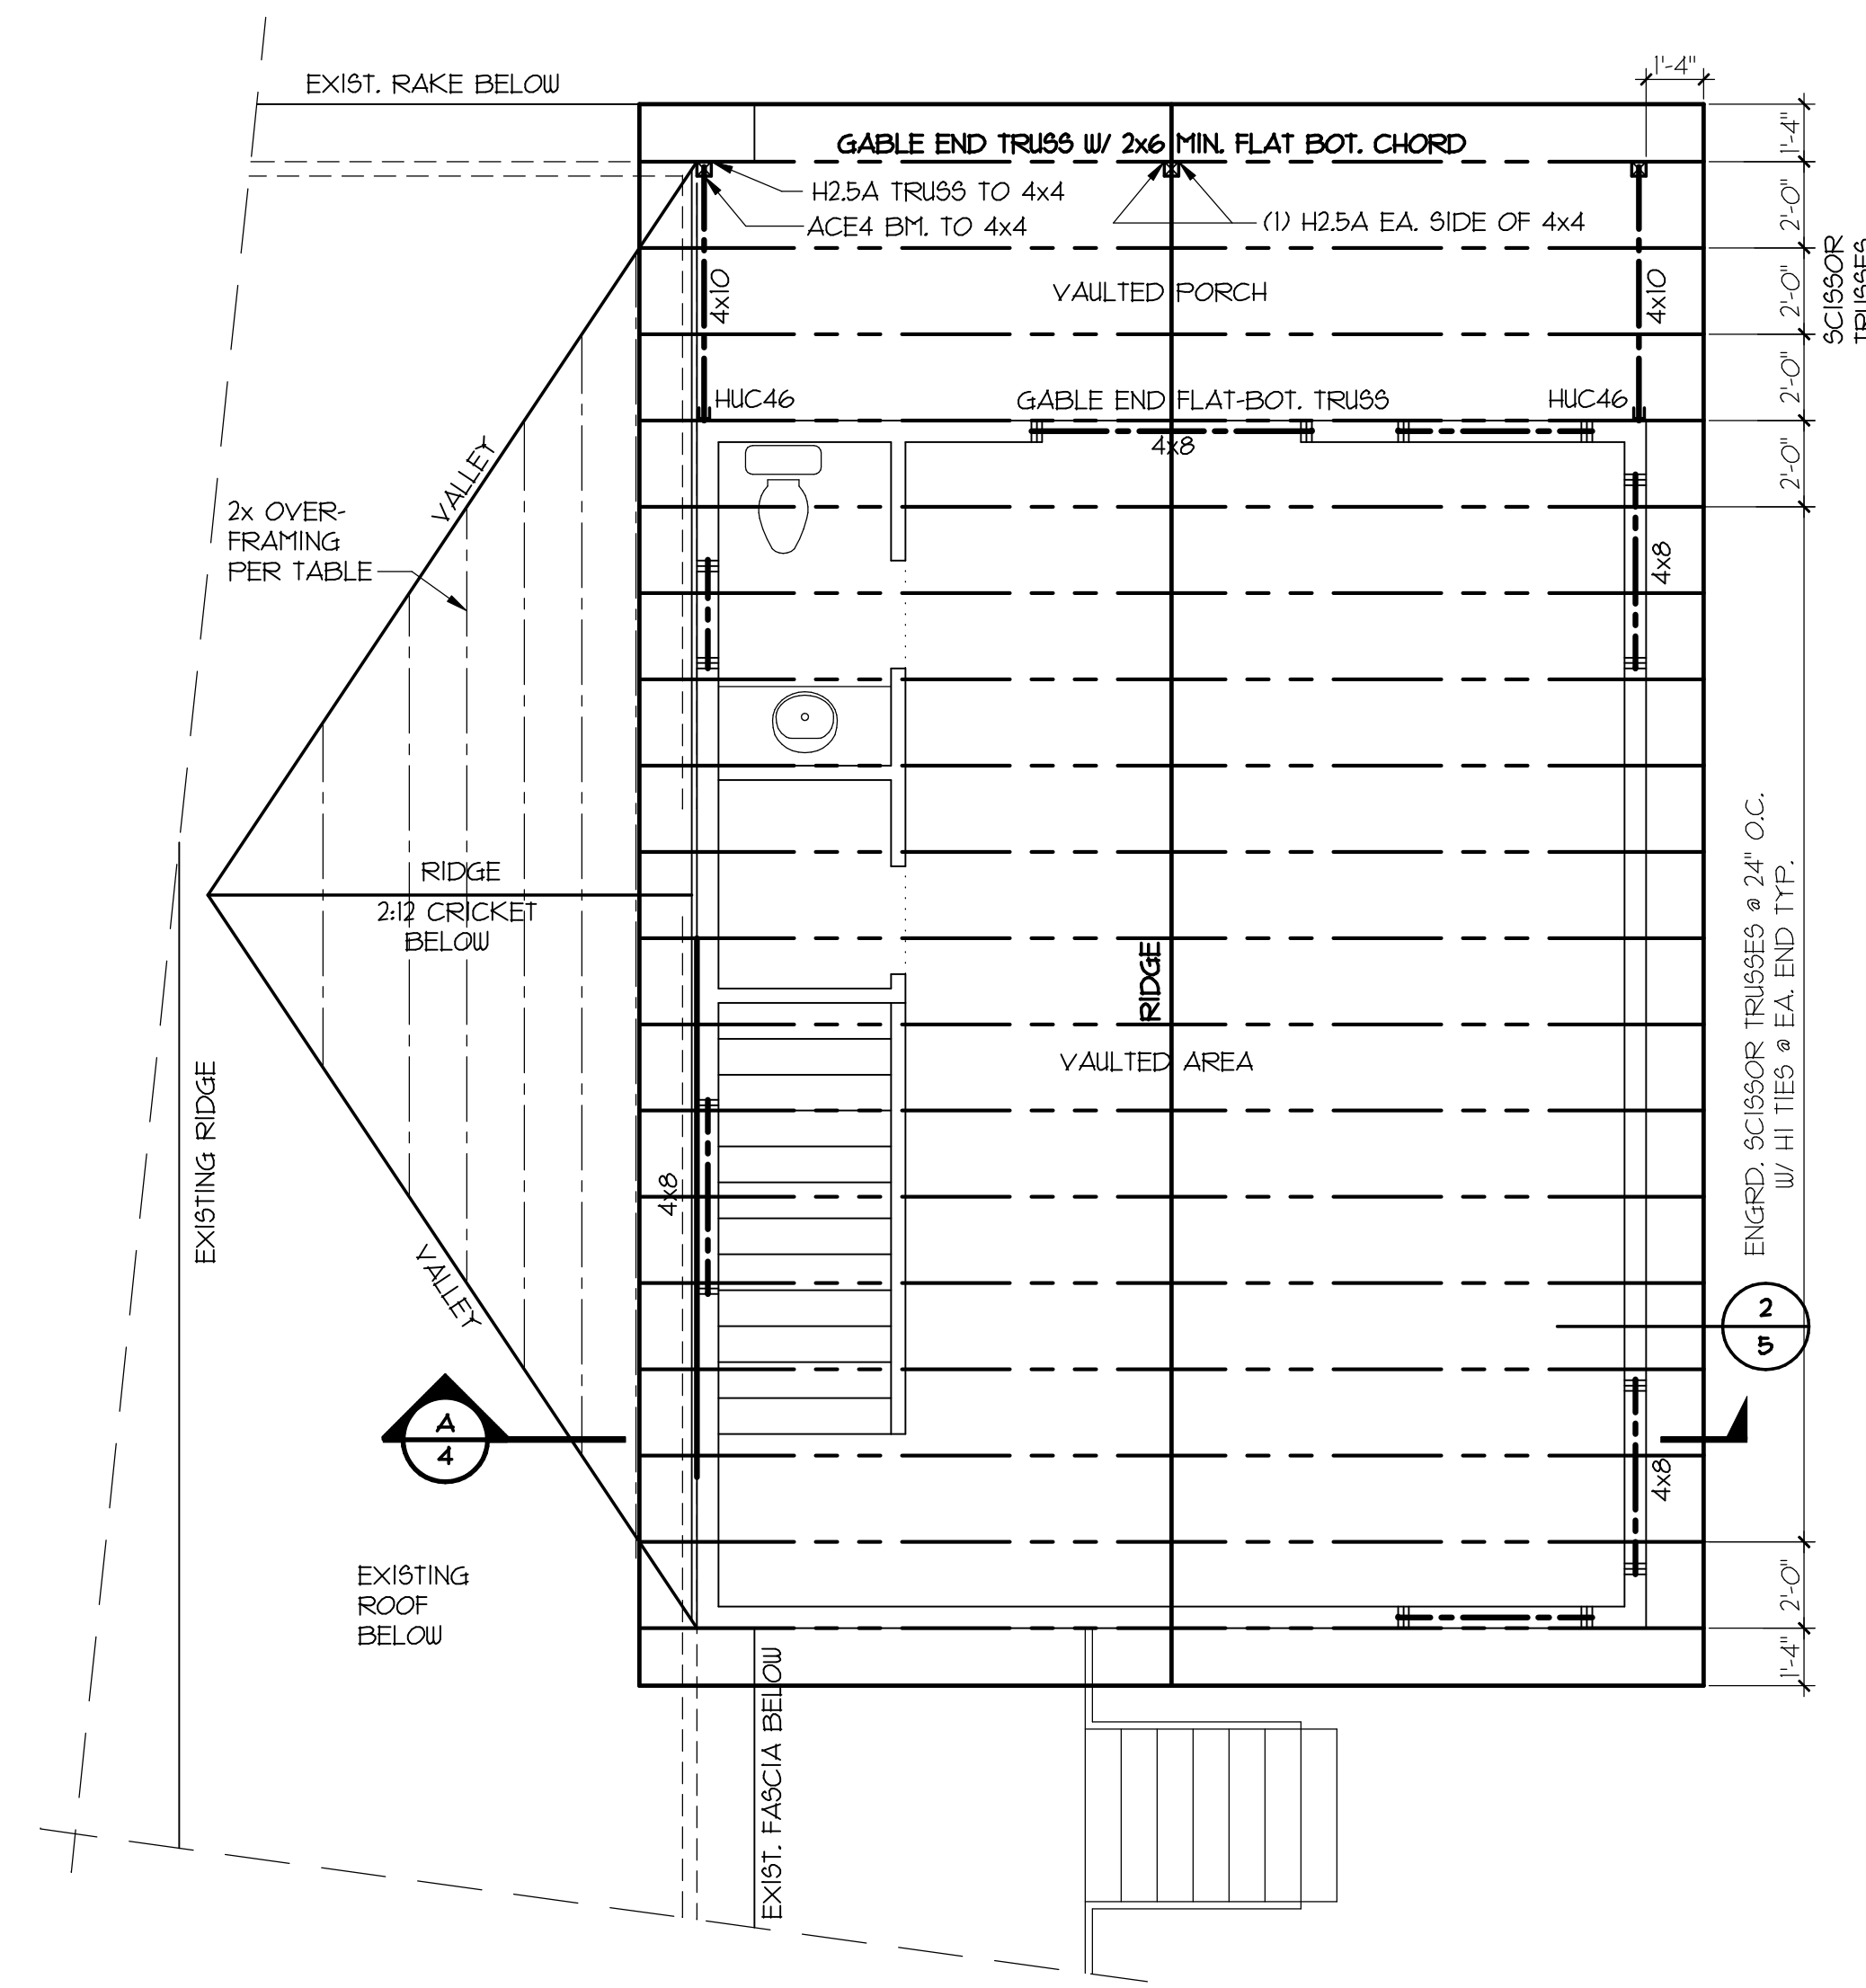 EXIST. RAKE BELOW
1'-4"
GABLE END TRUSS W/ 2x6 MIN. FLAT BOT. CHORD
1'-4"
H2.5A TRUSS TO 4x4
ACE4 BM. TO 4x4
(1) H2.5A EA. SIDE OF 4x4
2'-0"
SCISSOR
TRUSSES
4x10
VAULTED PORCH
4x10
2'-0"
HUC46
GABLE END FLAT-BOT. TRUSS
HUC46
2'-0"
4x8
VALLEY
2'-0"
2x OVER-
FRAMING
PER TABLE
4x8
RIDGE
2:12 CRICKET
BELOW
RIDGE
VAULTED AREA
ENGRD. SCISSOR TRUSSES @ 24" O.C.
W/ H1 TIES @ EA. END TYP.
EXISTING RIDGE
4x8
VALLEY
2
5
A
4
4x8
EXISTING
ROOF
BELOW
2'-0"
1'-4"
EXIST. FASCIA BELOW